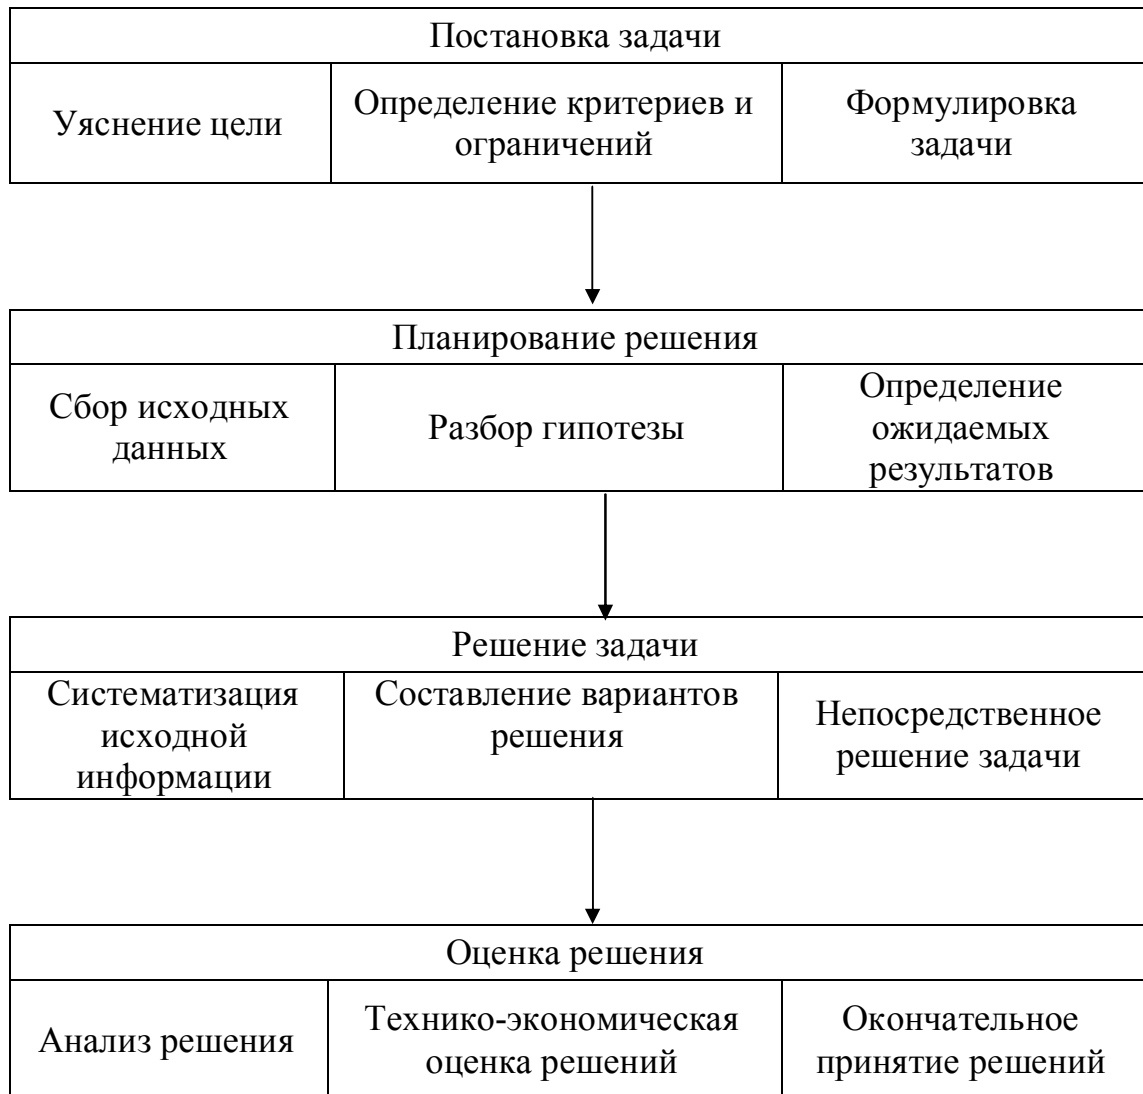 Постановка задачи
Уяснение цели
Определение критериев и
ограничений
Формулировка
задачи
Планирование решения
Сбор исходных
данных
Разбор гипотезы
Определение
ожидаемых
результатов
Решение задачи
Систематизация
исходной
информации
Составление вариантов
решения
Непосредственное
решение задачи
Оценка решения
Анализ решения
Технико-экономическая
оценка решений
Окончательное
принятие решений